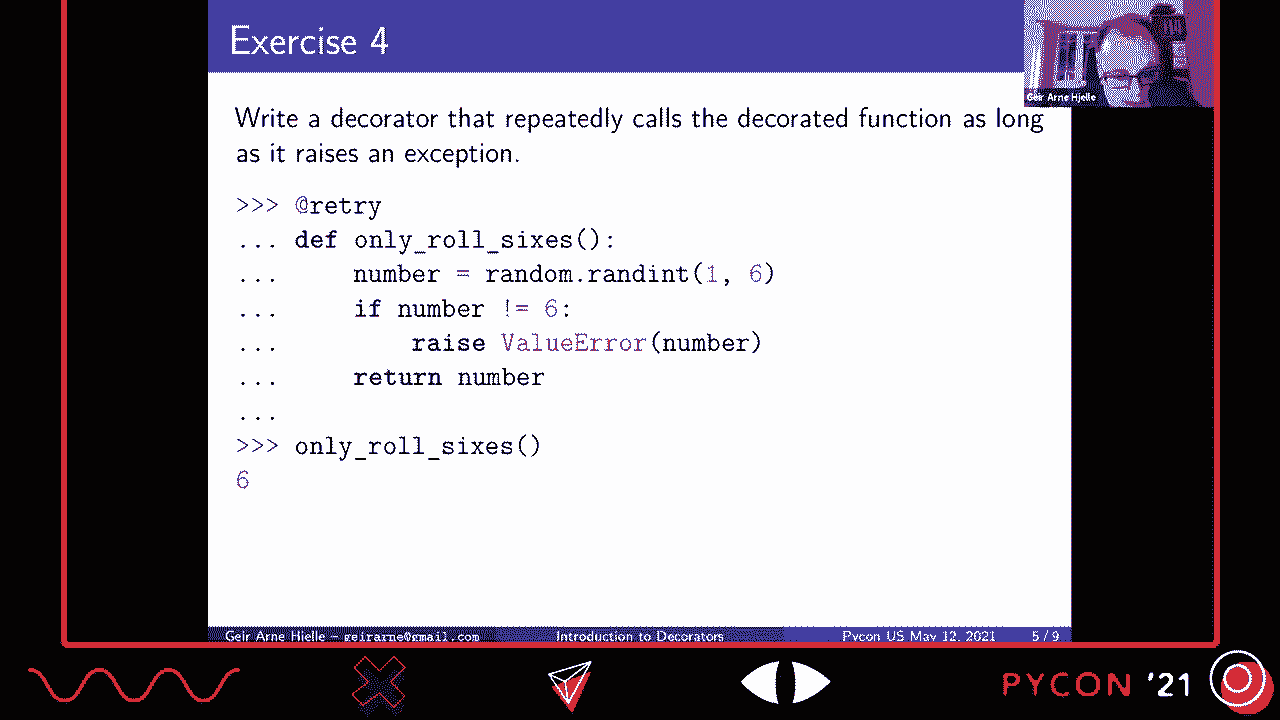 Exercise 4
Geir Arne Hjelle
Write a decorator that repeatedly calls the decorated function as long
as it raises an exception.
>>> @retry
... def only_roll_sixes():
...     number = random.randint(1, 6)
...     if number != 6:
...         raise ValueError(number)
...     return number
...
>>> only_roll_sixes()
6
Geir Arne Hjelle – geirarne@gmail.com Introduction to Decorators Pycon US May 12, 2021 5 / 9
PYCON '21